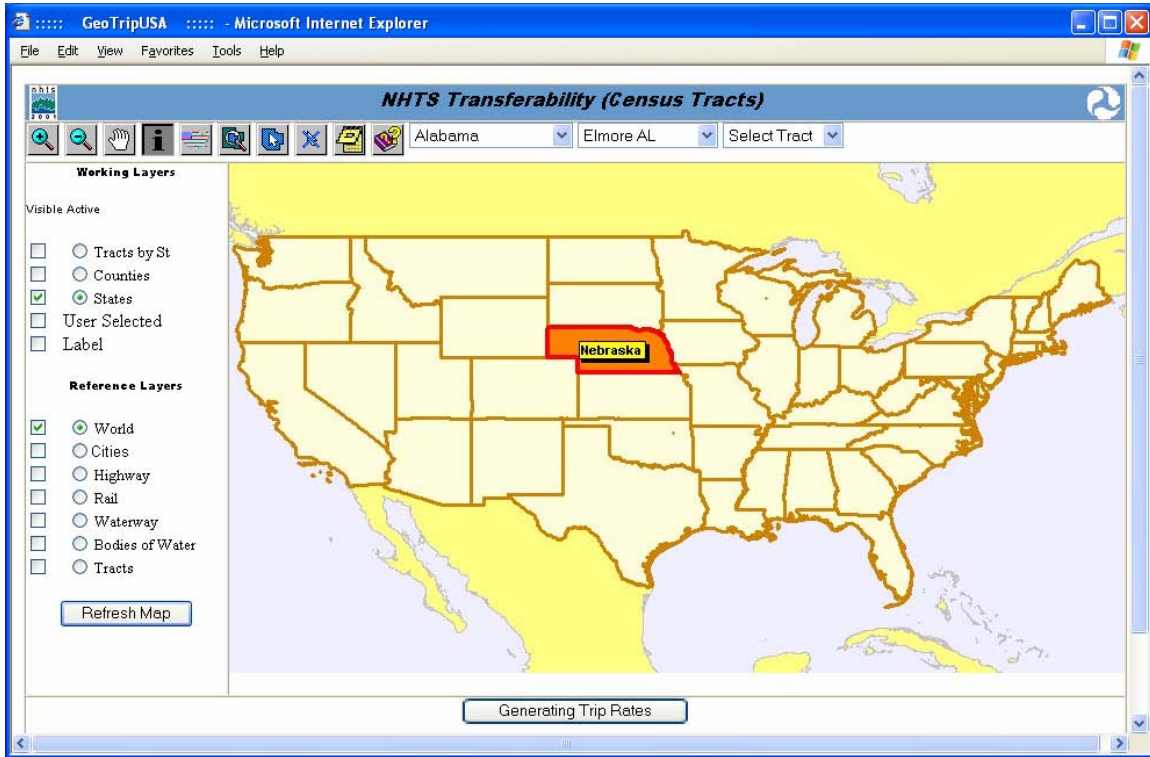 ::::: GeoTripUSA ::::: - Microsoft Internet Explorer
File Edit View Favorites Tools Help
nhts
2001
NHTS Transferability (Census Tracts)
Alabama Elmore AL Select Tract
Working Layers
Visible Active
Tracts by St
Counties
States
User Selected
Label
Reference Layers
World
Cities
Highway
Rail
Waterway
Bodies of Water
Tracts
Refresh Map
Nebraska
Generating Trip Rates